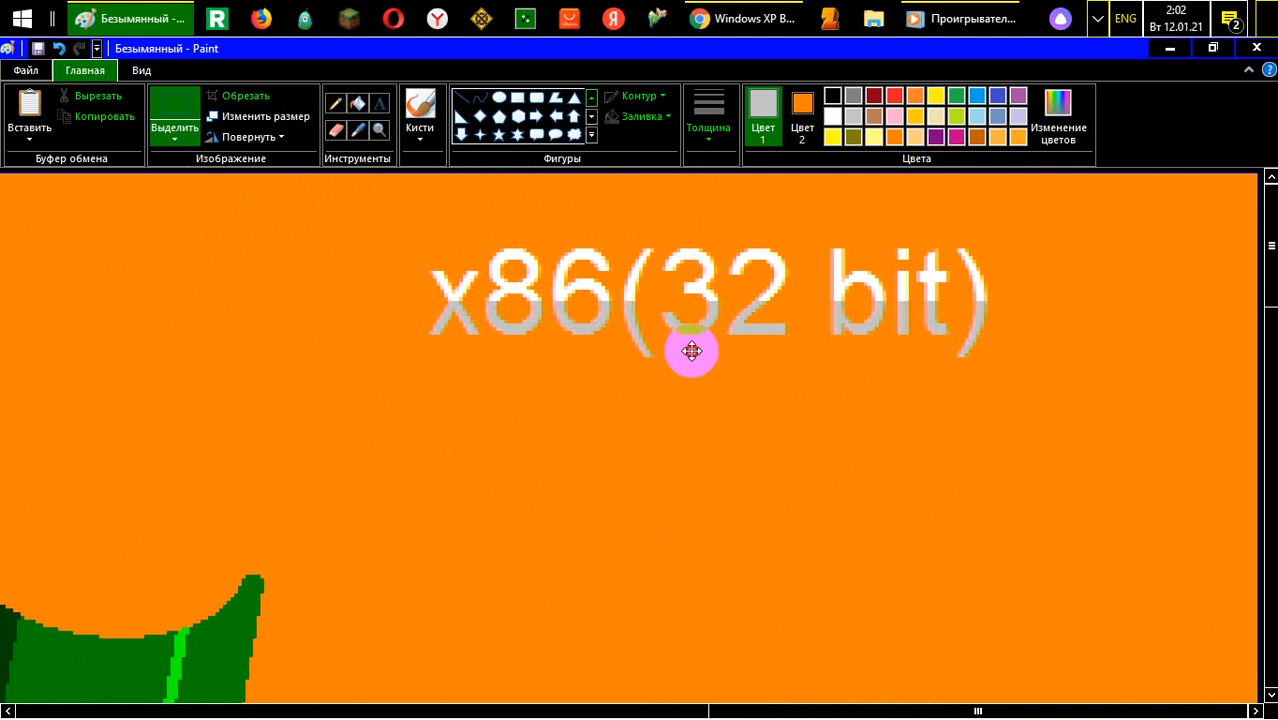 Безымянный -...
Windows XP B...
Проигрывател...
ENG
2:02
Вт 12.01.21
2
Безымянный - Paint
Файл
Главная
Вид
Вставить
Вырезать
Копировать
Буфер обмена
Выделить
Обрезать
Изменить размер
Повернуть
Изображение
Инструменты
Кисти
Контур
Заливка
Фигуры
Толщина
Цвет 1
Цвет 2
Изменение цветов
Цвета
x86(32 bit)